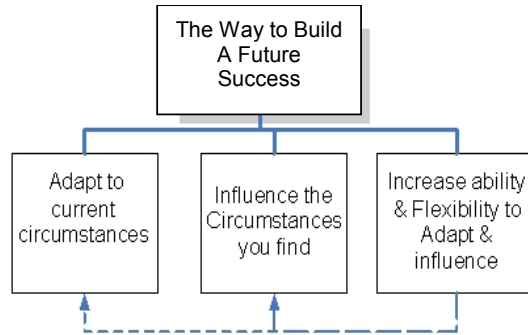 The Way to Build
A Future
Success
Adapt to
current
circumstances
Influence the
Circumstances
you find
Increase ability
& Flexibility to
Adapt &
influence